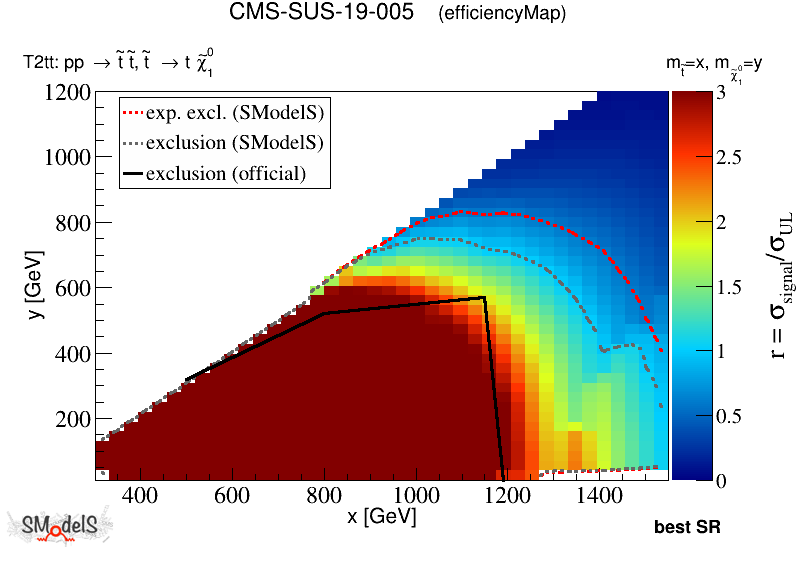 CMS-SUS-19-005 (efficiencyMap)
T2tt: pp → t̃ t̃, t̃ → t χ̃⁰₁
m_t̃=x, m_χ̃⁰₁=y
exp. excl. (SModelS)
exclusion (SModelS)
exclusion (official)
1200
1000
800
600
400
200
y [GeV]
400 600 800 1000 1200 1400
x [GeV]
3
2.5
2
1.5
1
0.5
0
r = σ_signal/σ_UL
SModelS
best SR